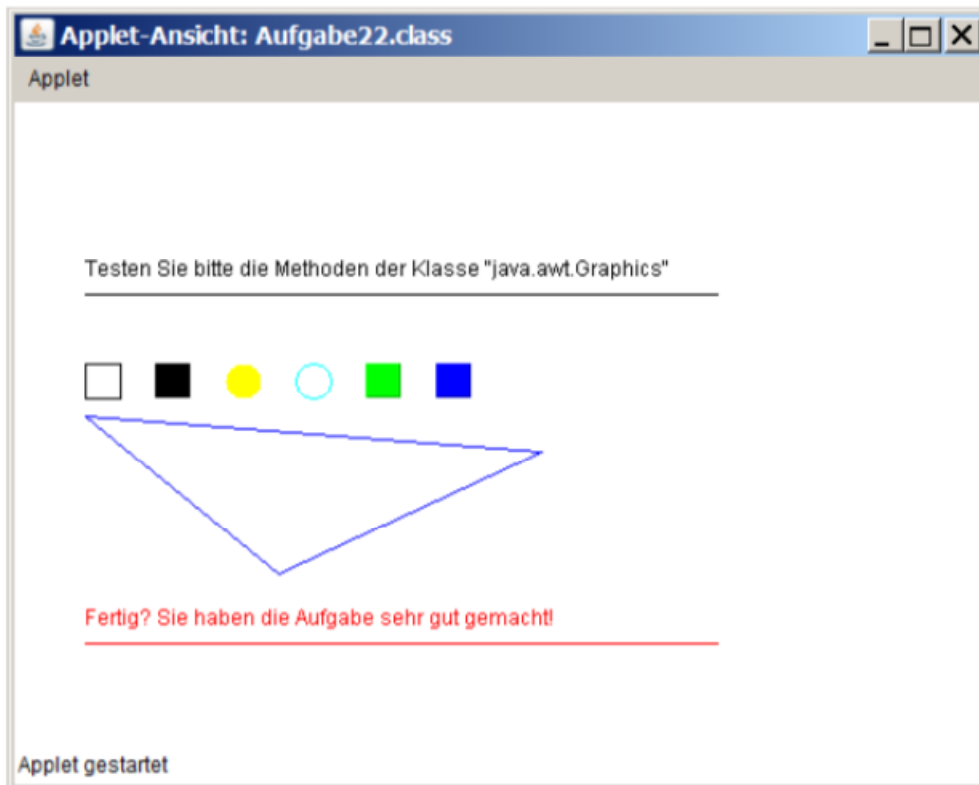 Applet-Ansicht: Aufgabe22.class
Applet
Testen Sie bitte die Methoden der Klasse "java.awt.Graphics"
Fertig? Sie haben die Aufgabe sehr gut gemacht!
Applet gestartet